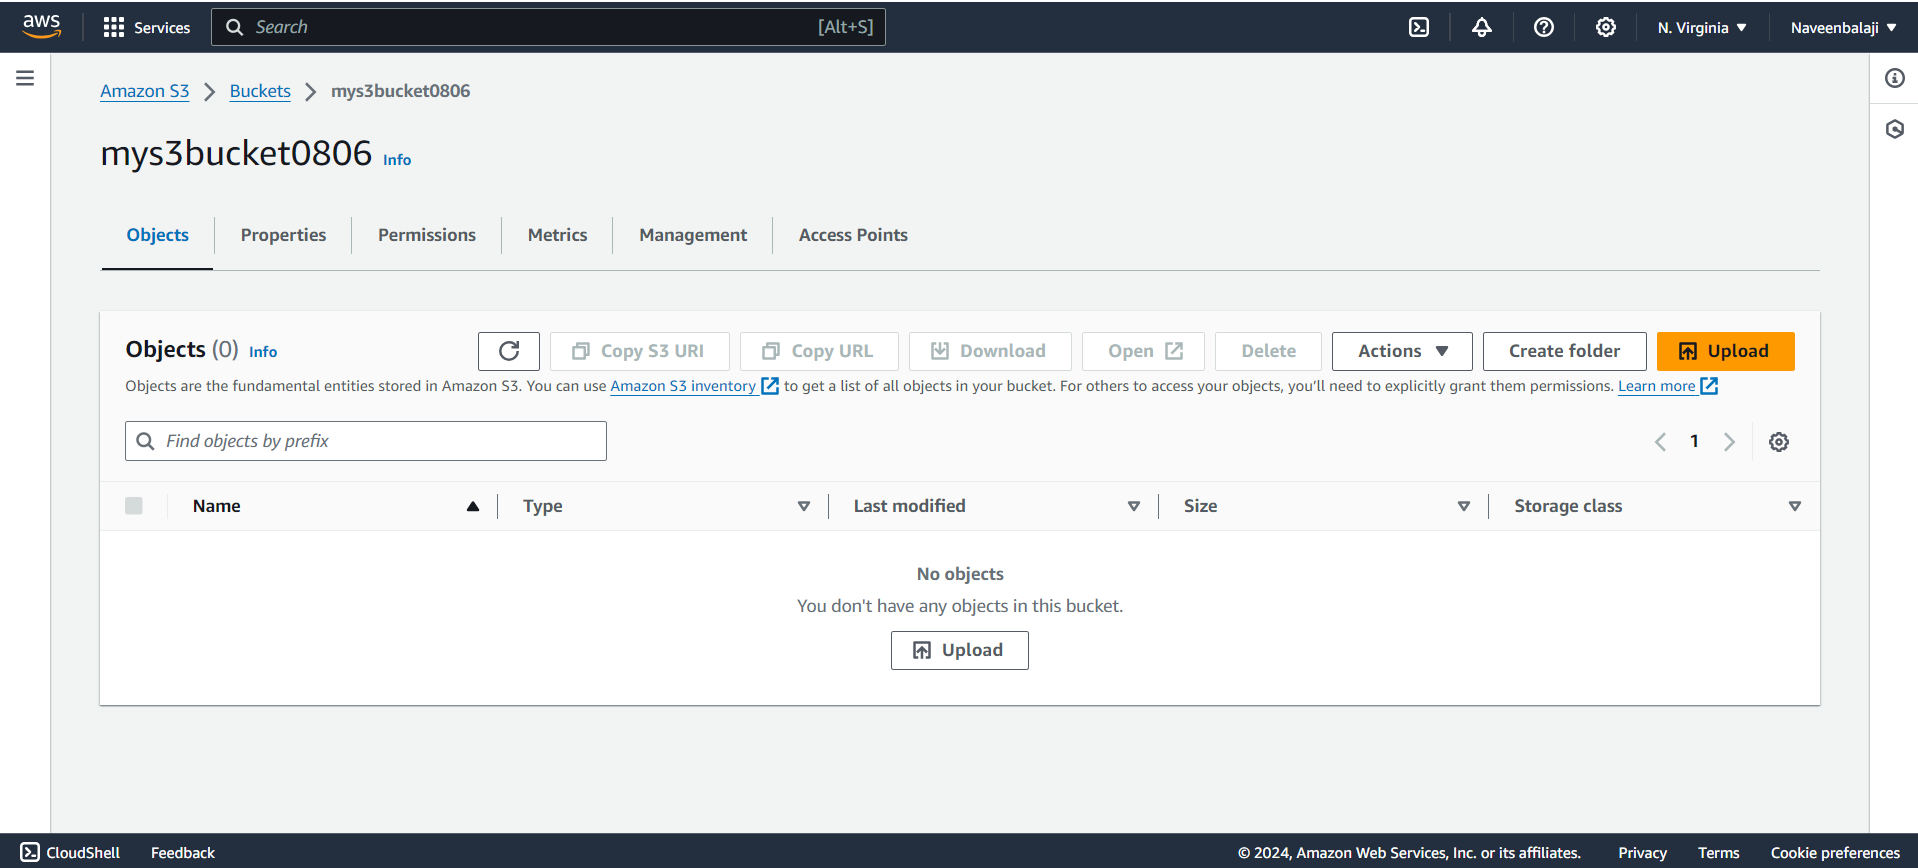 aws Services Search [Alt+S] N. Virginia Naveenbalaji
Amazon S3 Buckets mys3bucket0806
mys3bucket0806 Info
Objects Properties Permissions Metrics Management Access Points
Objects (0) Info Copy S3 URI Copy URL Download Open Delete Actions Create folder Upload
Objects are the fundamental entities stored in Amazon S3. You can use Amazon S3 inventory to get a list of all objects in your bucket. For others to access your objects, you’ll need to explicitly grant them permissions. Learn more
Find objects by prefix 1
Name Type Last modified Size Storage class
No objects
You don't have any objects in this bucket.
Upload
CloudShell Feedback © 2024, Amazon Web Services, Inc. or its affiliates. Privacy Terms Cookie preferences